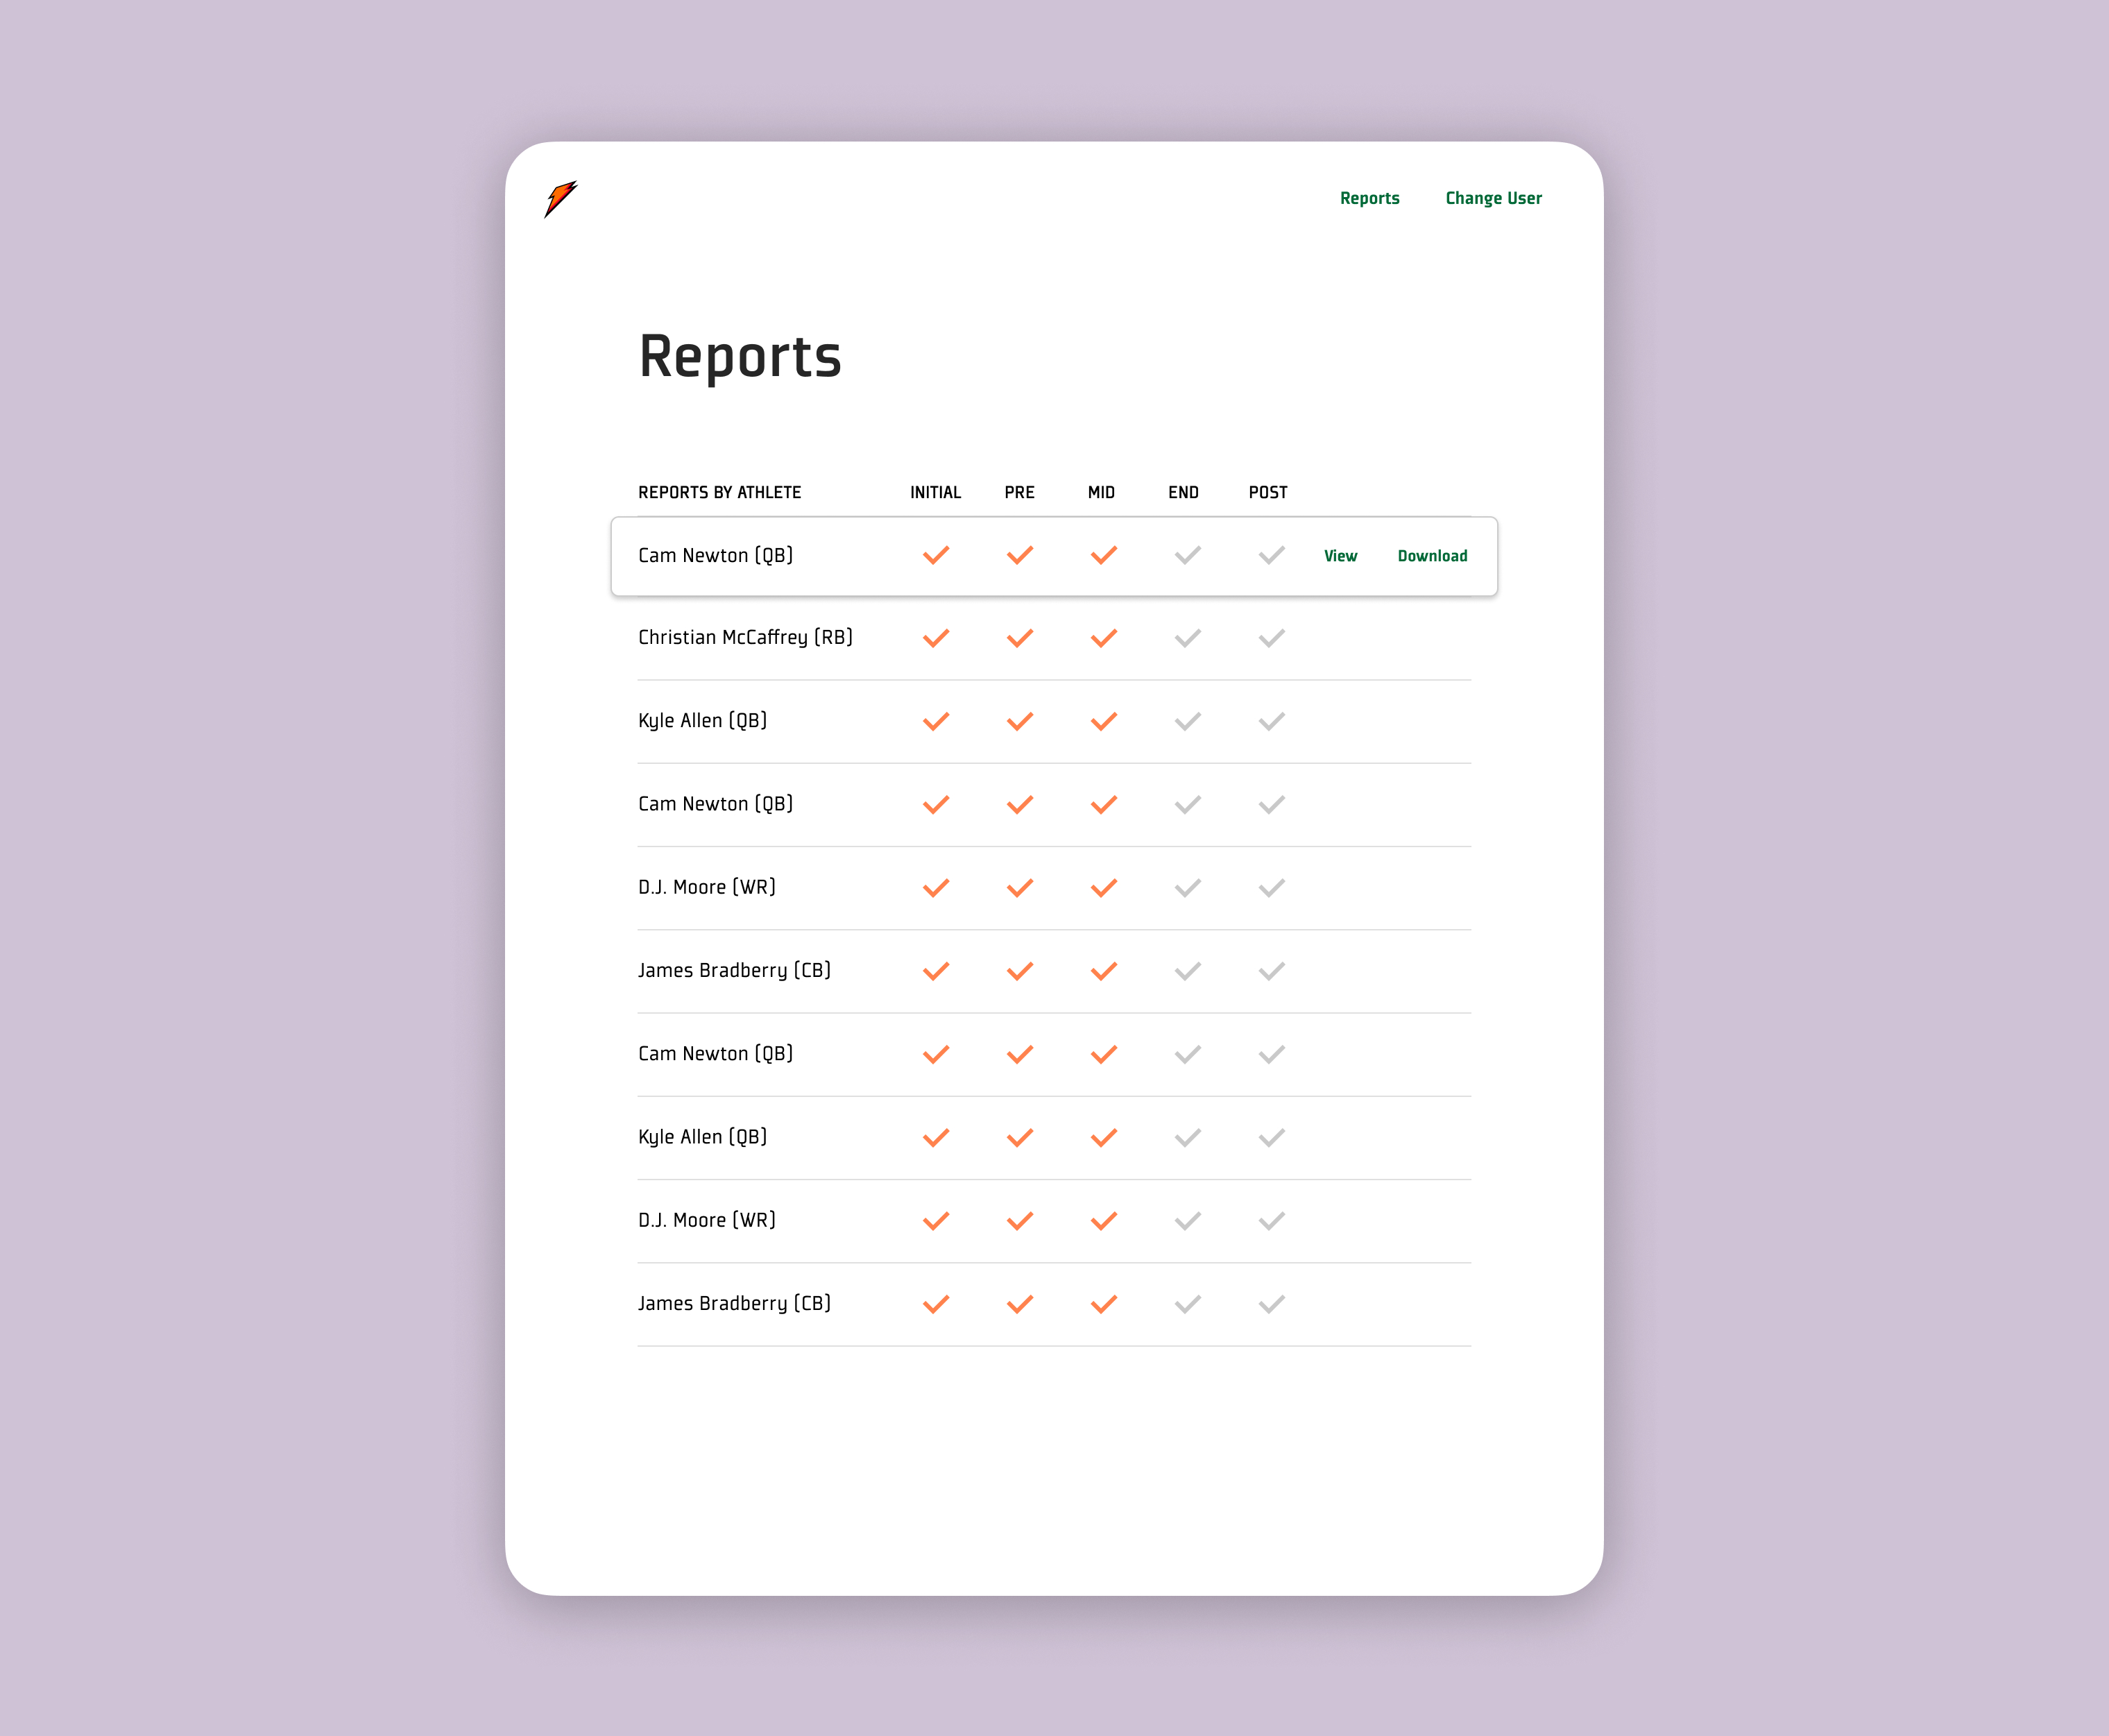 Reports Change User
Reports
REPORTS BY ATHLETE INITIAL PRE MID END POST
Cam Newton (QB) View Download
Christian McCaffrey (RB)
Kyle Allen (QB)
Cam Newton (QB)
D.J. Moore (WR)
James Bradberry (CB)
Cam Newton (QB)
Kyle Allen (QB)
D.J. Moore (WR)
James Bradberry (CB)